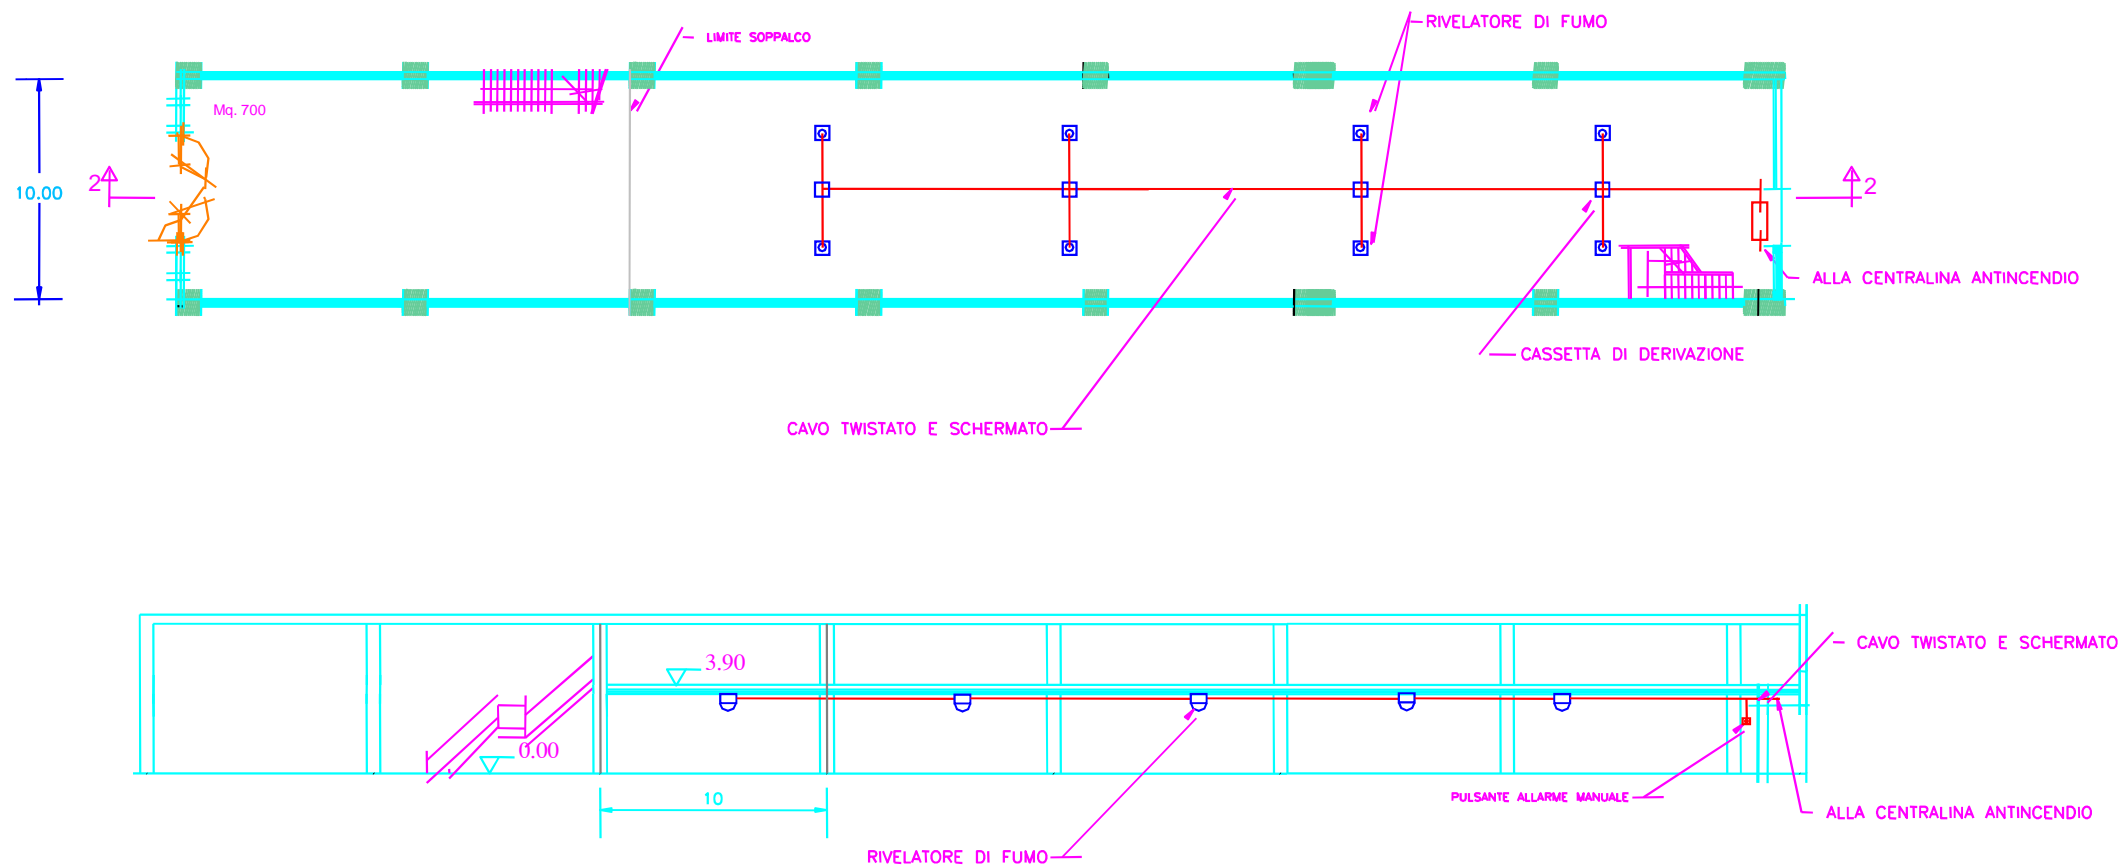 RIVELATORE DI FUMO
LIMITE SOPPALCO
Mq. 700
10.00
2
2
ALLA CENTRALINA ANTINCENDIO
CASSETTA DI DERIVAZIONE
CAVO TWISTATO E SCHERMATO
CAVO TWISTATO E SCHERMATO
3.90
0.00
10
PULSANTE ALLARME MANUALE
ALLA CENTRALINA ANTINCENDIO
RIVELATORE DI FUMO